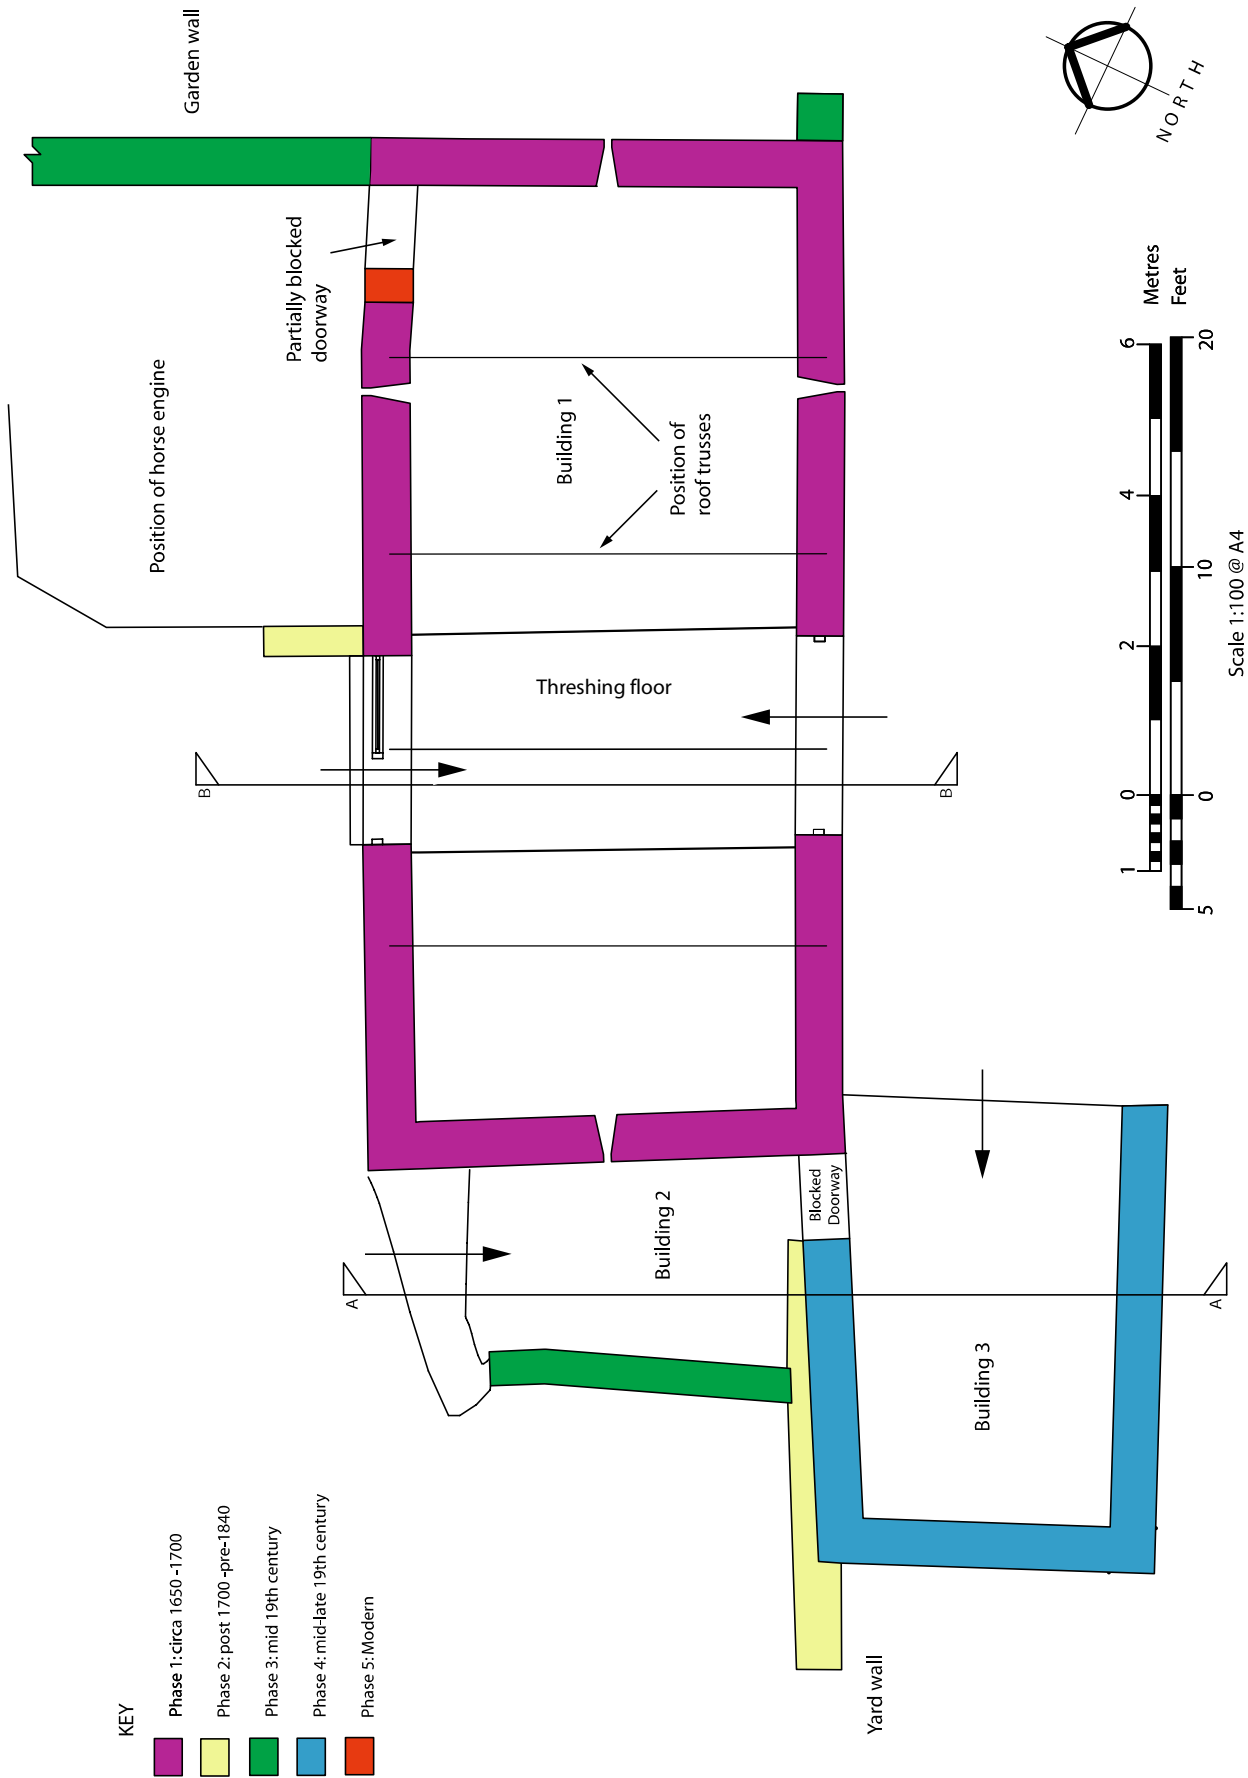 Garden wall
NORTH
Partially blocked
doorway
Position of horse engine
Building 1
Position of
roof trusses
Threshing floor
B
B
Building 2
Blocked
Doorway
A
A
Building 3
Yard wall
Metres
Feet
1 0 2 4 6
5 0 10 20
Scale 1:100 @ A4
KEY
Phase 1: circa 1650 -1700
Phase 2: post 1700 -pre-1840
Phase 3: mid 19th century
Phase 4: mid-late 19th century
Phase 5: Modern